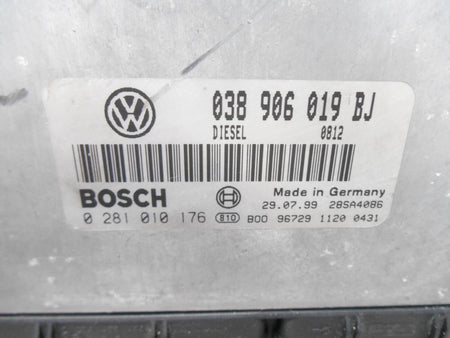 038 906 019 BJ
DIESEL 0812
BOSCH Made in Germany
29.07.99 28SA4086
0 281 010 176 810 B00 96729 1120 0431